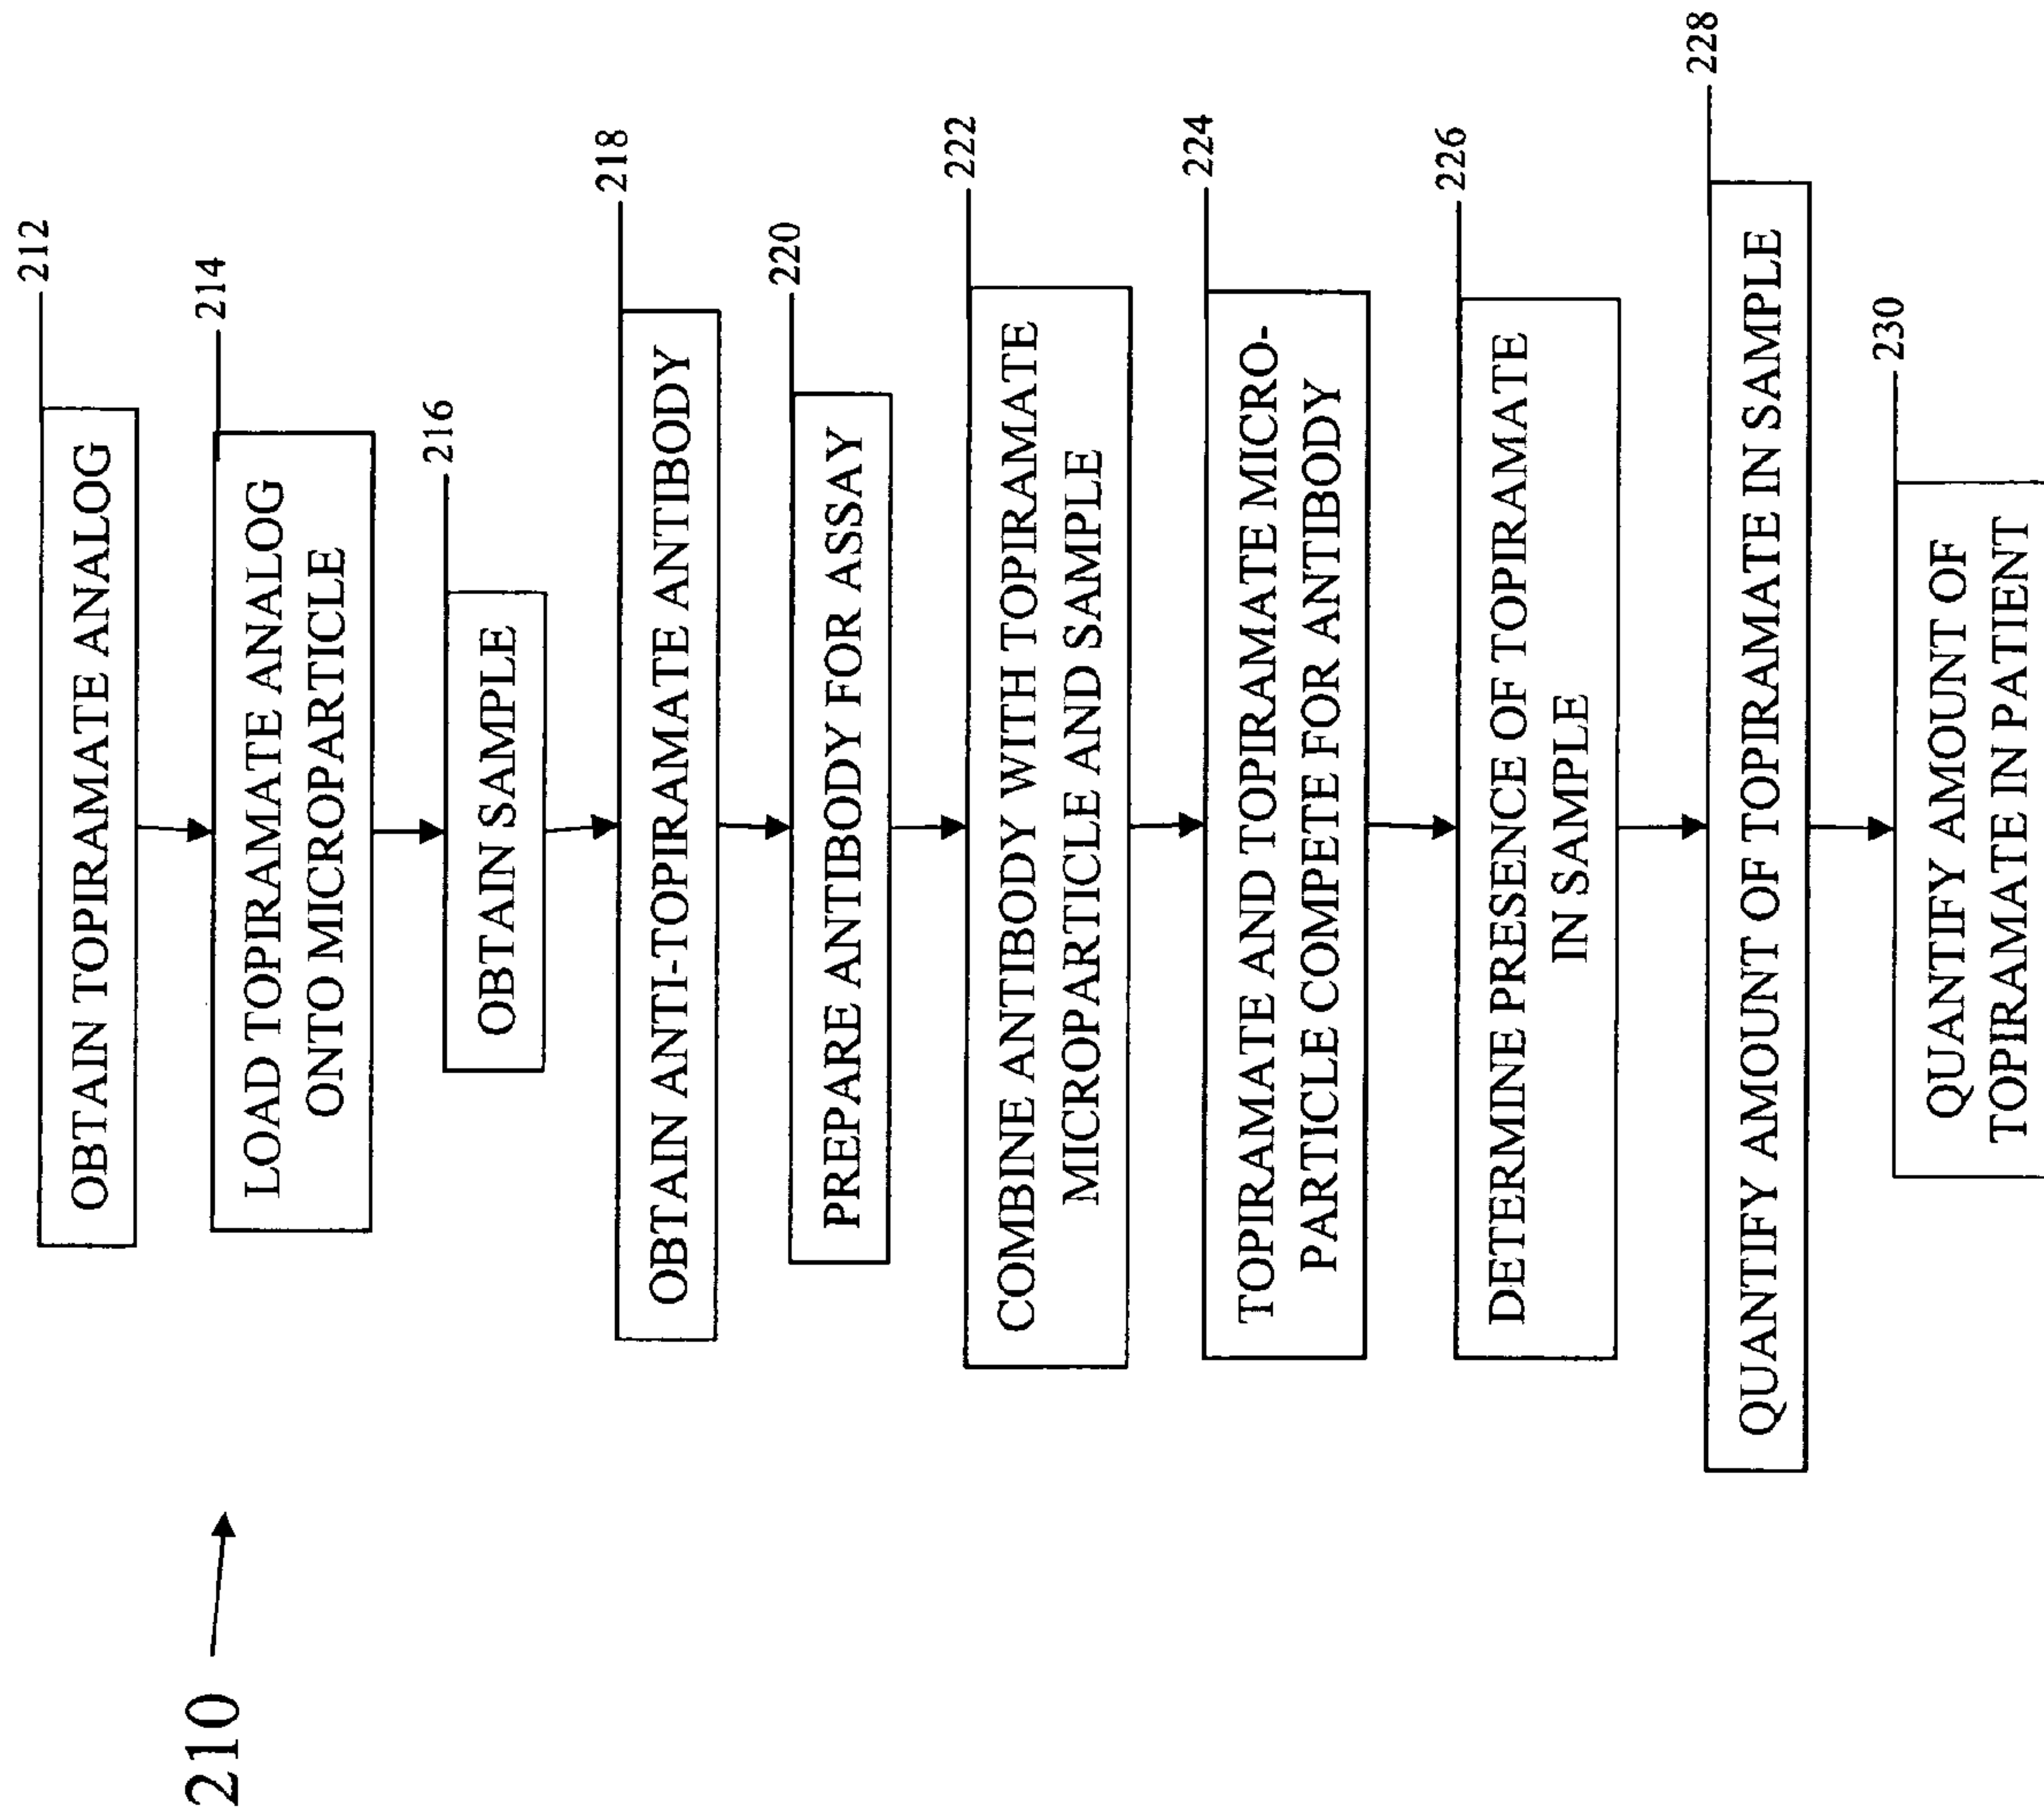 210
212
OBTAIN TOPIRAMATE ANALOG
214
LOAD TOPIRAMATE ANALOG
ONTO MICROPARTICLE
216
OBTAIN SAMPLE
218
OBTAIN ANTI-TOPIRAMATE ANTIBODY
220
PREPARE ANTIBODY FOR ASSAY
222
COMBINE ANTIBODY WITH TOPIRAMATE
MICROPARTICLE AND SAMPLE
224
TOPIRAMATE AND TOPIRAMATE MICRO-
PARTICLE COMPETE FOR ANTIBODY
226
DETERMINE PRESENCE OF TOPIRAMATE
IN SAMPLE
228
QUANTIFY AMOUNT OF TOPIRAMATE IN SAMPLE
230
QUANTIFY AMOUNT OF
TOPIRAMATE IN PATIENT